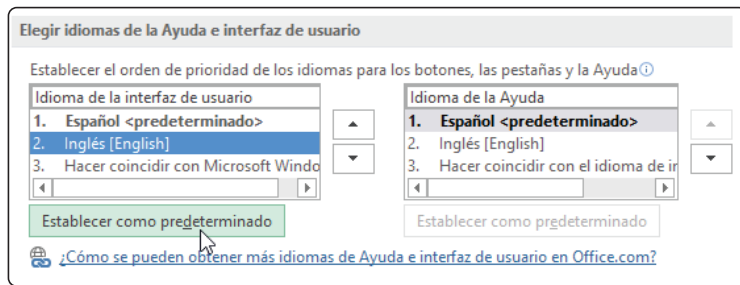 Elegir idiomas de la Ayuda e interfaz de usuario
Establecer el orden de prioridad de los idiomas para los botones, las pestañas y la Ayuda
Idioma de la interfaz de usuario
1. Español <predeterminado>
2. Inglés [English]
3. Hacer coincidir con Microsoft Windo
Idioma de la Ayuda
1. Español <predeterminado>
2. Inglés [English]
3. Hacer coincidir con el idioma de ir
Establecer como predeterminado
Establecer como predeterminado
¿Cómo se pueden obtener más idiomas de Ayuda e interfaz de usuario en Office.com?